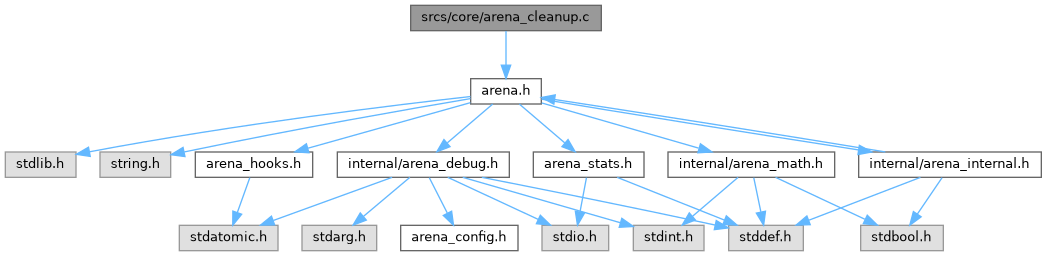 srcs/core/arena_cleanup.c
arena.h
stdlib.h
string.h
arena_hooks.h
internal/arena_debug.h
arena_stats.h
internal/arena_math.h
internal/arena_internal.h
stdatomic.h
stdarg.h
arena_config.h
stdio.h
stdint.h
stddef.h
stdbool.h